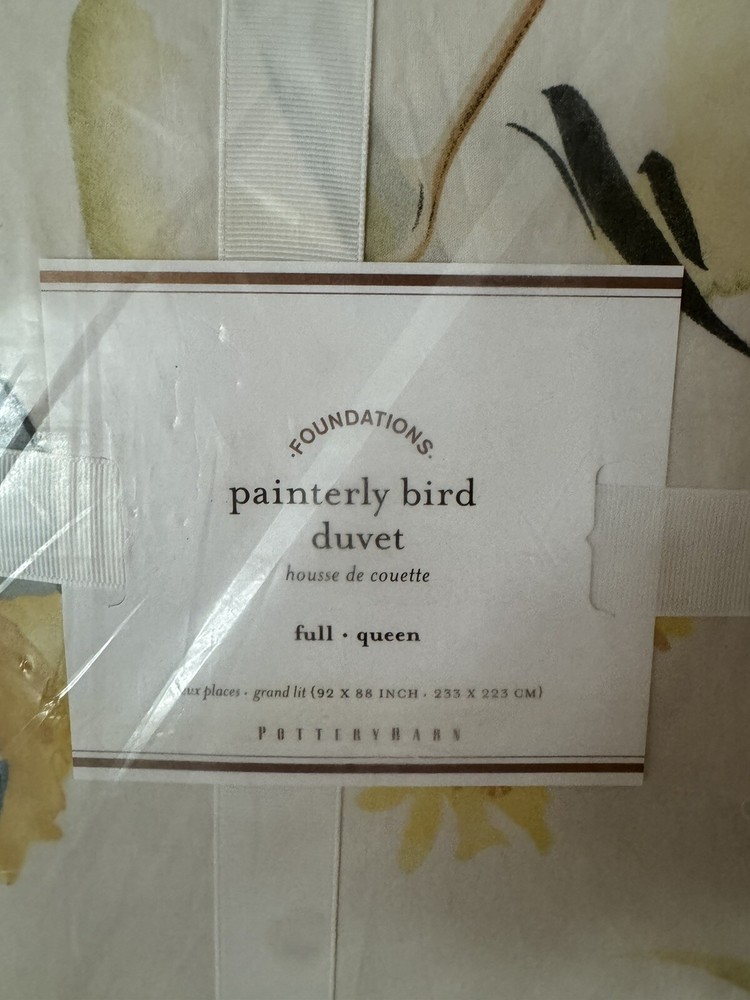 ·FOUNDATIONS·
painterly bird
duvet
housse de couette
full · queen
places · grand lit (92 X 88 INCH · 233 X 223 CM)
POTTERYBARN